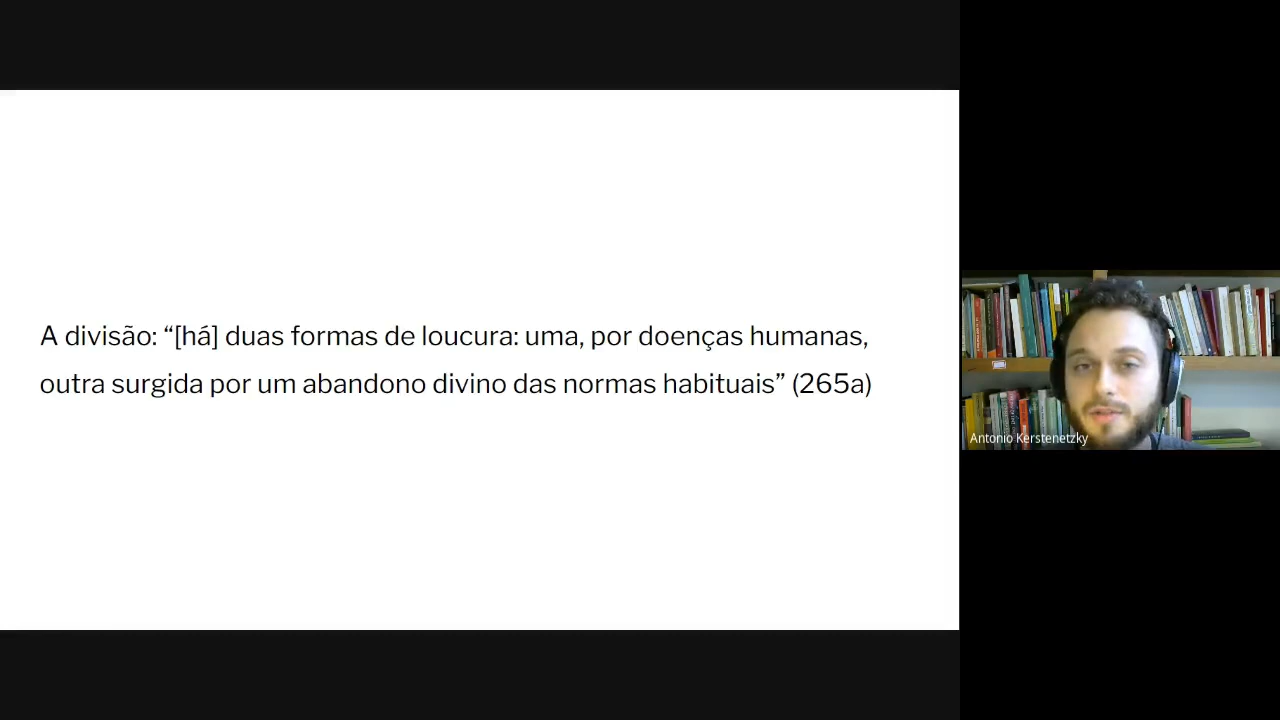 A divisão: “[há] duas formas de loucura: uma, por doenças humanas,
outra surgida por um abandono divino das normas habituais” (265a)
Antonio Kerstenetzky